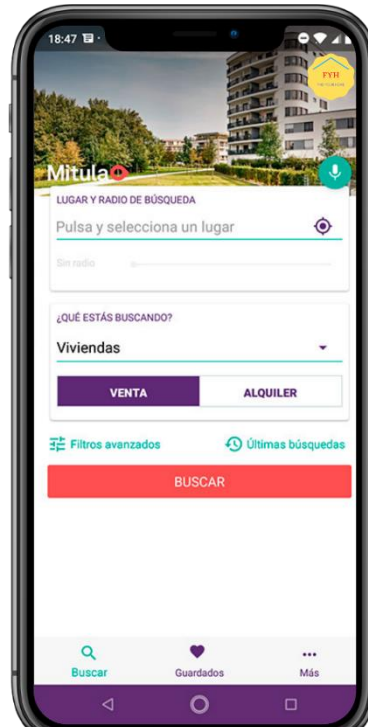 18:47
FYH
Mitula
LUGAR Y RADIO DE BÚSQUEDA
Pulsa y selecciona un lugar
Sin radio
¿QUÉ ESTÁS BUSCANDO?
Viviendas
VENTA ALQUILER
Filtros avanzados Últimas búsquedas
BUSCAR
Buscar Guardados Más